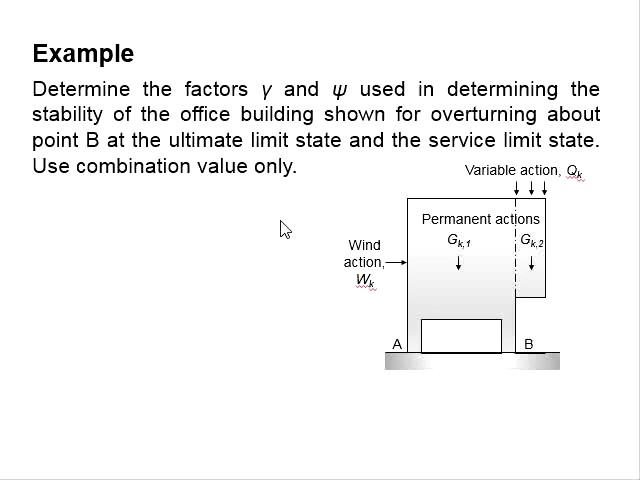 Example
Determine the factors γ and ψ used in determining the
stability of the office building shown for overturning about
point B at the ultimate limit state and the service limit state.
Use combination value only.
Variable action, Qk
Permanent actions
Gk,1
Gk,2
Wind
action,
Wk
A
B